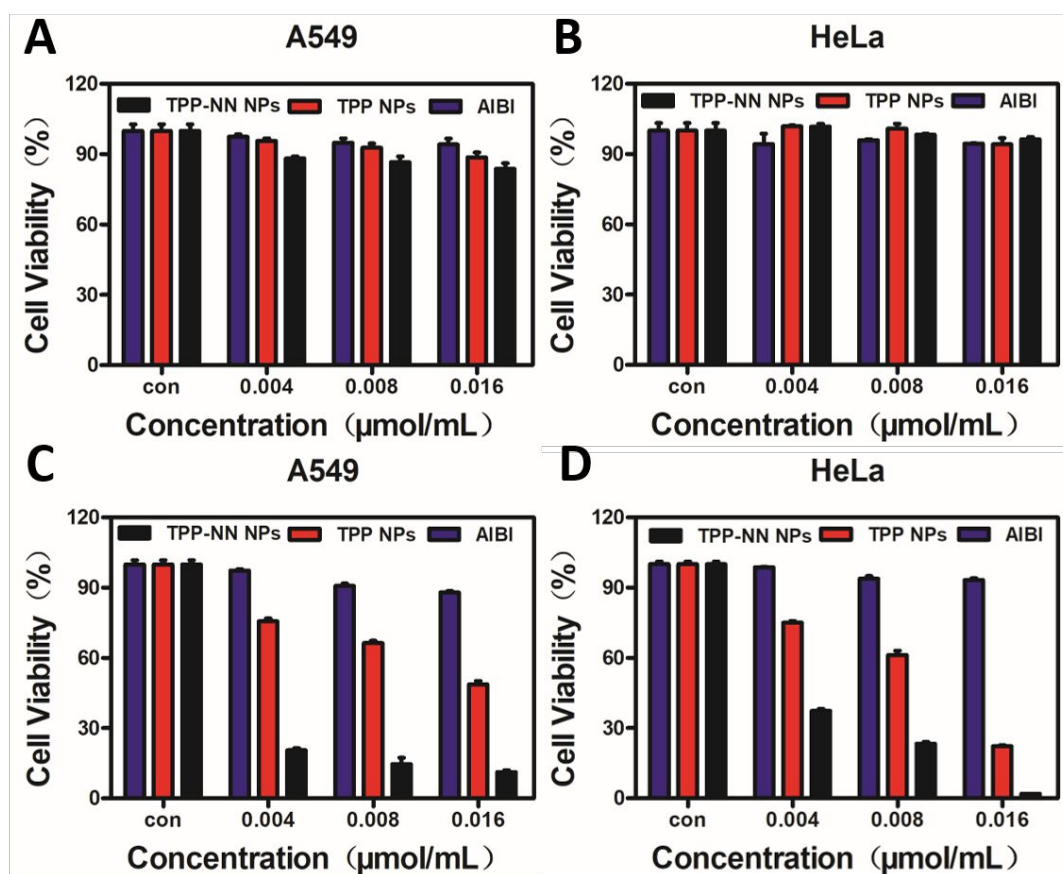 A
A549
120
90
60
30
0
Cell Viability（%）
TPP-NN NPs TPP NPs AIBI
con 0.004 0.008 0.016
Concentration（μmol/mL）
B
HeLa
120
90
60
30
0
Cell Viability（%）
TPP-NN NPs TPP NPs AIBI
con 0.004 0.008 0.016
Concentration（μmol/mL）
C
A549
120
90
60
30
0
Cell Viability（%）
TPP-NN NPs TPP NPs AIBI
con 0.004 0.008 0.016
Concentration（μmol/mL）
D
HeLa
120
90
60
30
0
Cell Viability（%）
TPP-NN NPs TPP NPs AIBI
con 0.004 0.008 0.016
Concentration（μmol/mL）